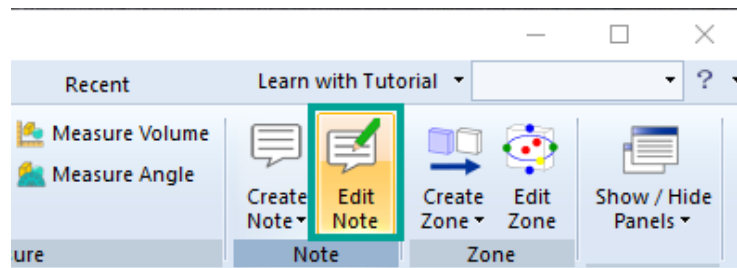 Recent
Learn with Tutorial
?
Measure Volume
Measure Angle
Create
Note
Edit
Note
Create
Zone
Edit
Zone
Show / Hide
Panels
ure
Note
Zone